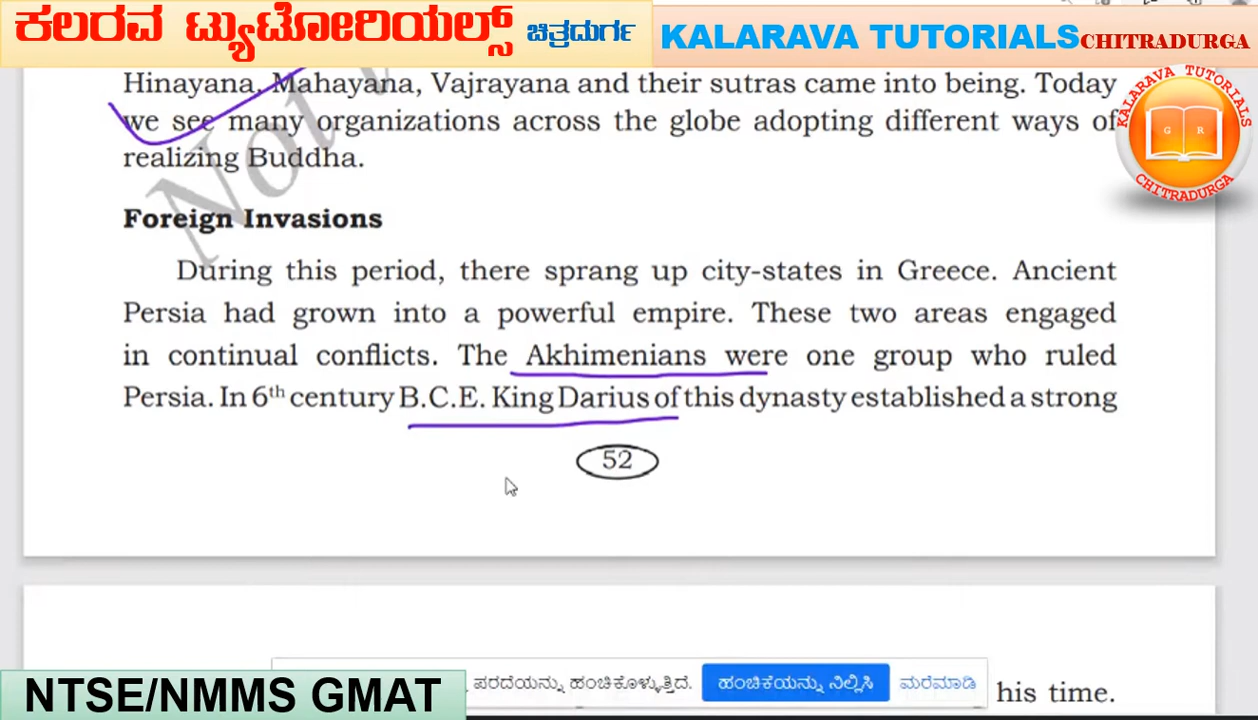 ಕಲರವ ಟ್ಯುಟೋರಿಯಲ್ಸ್ ಚಿತ್ರದುರ್ಗ
KALARAVA TUTORIALS CHITRADURGA
KALARAVA TUTORIALS
G R
CHITRADURGA
Hinayana, Mahayana, Vajrayana and their sutras came into being. Today
we see many organizations across the globe adopting different ways of
realizing Buddha.
Not
Foreign Invasions
During this period, there sprang up city-states in Greece. Ancient
Persia had grown into a powerful empire. These two areas engaged
in continual conflicts. The Akhimenians were one group who ruled
Persia. In 6th century B.C.E. King Darius of this dynasty established a strong
52
ಪರದೆಯನ್ನು ಹಂಚಿಕೊಳ್ಳುತ್ತಿದೆ. ಹಂಚಿಕೆಯನ್ನು ನಿಲ್ಲಿಸಿ ಮರೆಮಾಡಿ
his time.
NTSE/NMMS GMAT